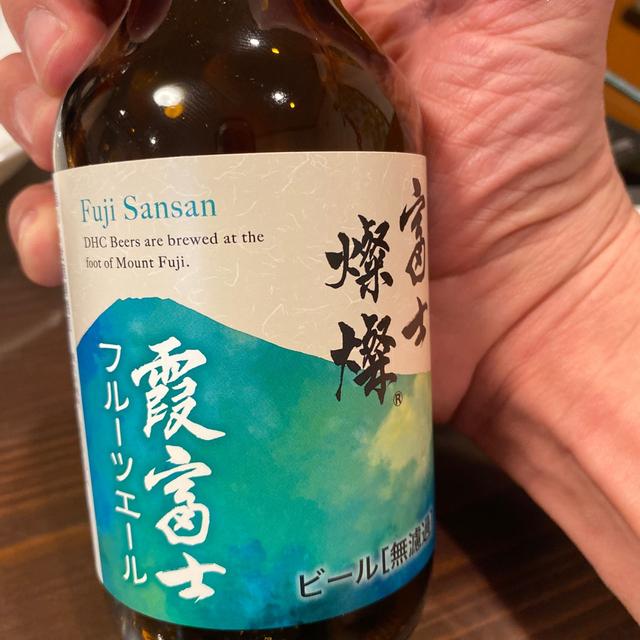 Fuji Sansan
DHC Beers are brewed at the
foot of Mount Fuji.
富士
燦燦®
霞富士
フルーツエール
ビール[無濾過